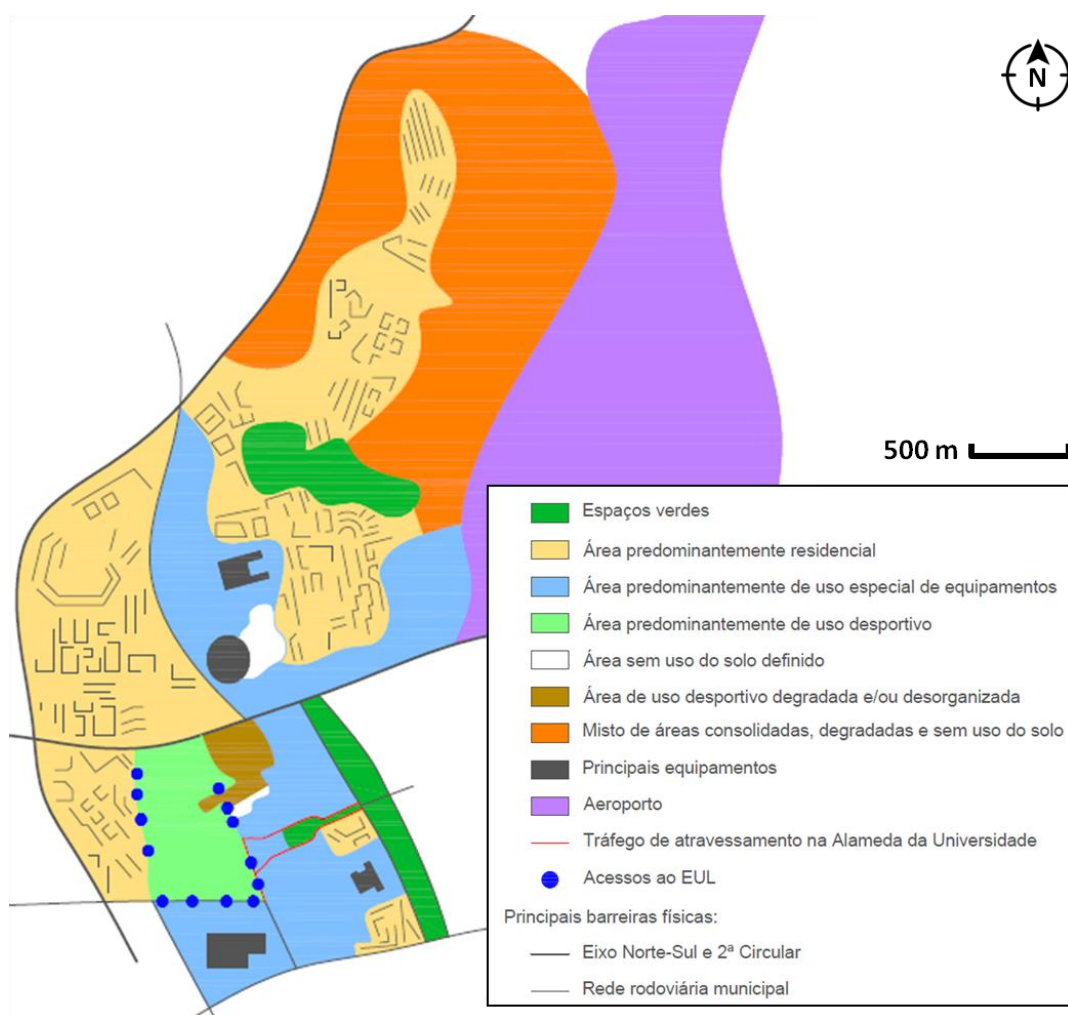 N
500 m
Espaços verdes
Área predominantemente residencial
Área predominantemente de uso especial de equipamentos
Área predominantemente de uso desportivo
Área sem uso do solo definido
Área de uso desportivo degradada e/ou desorganizada
Misto de áreas consolidadas, degradadas e sem uso do solo
Principais equipamentos
Aeroporto
Tráfego de atravessamento na Alameda da Universidade
Acessos ao EUL
Principais barreiras físicas:
Eixo Norte-Sul e 2ª Circular
Rede rodoviária municipal